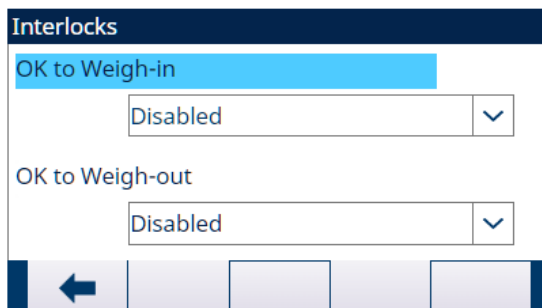 Interlocks
OK to Weigh-in
Disabled
OK to Weigh-out
Disabled